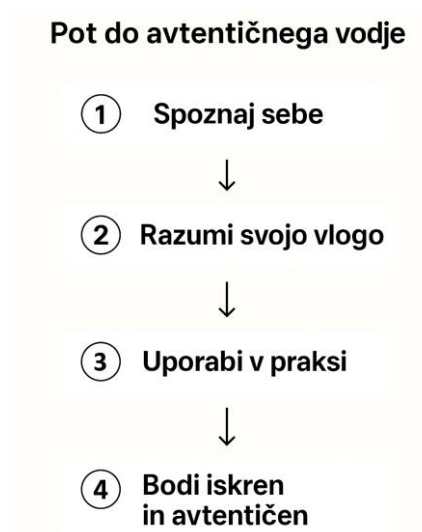 Pot do avtentičnega vodje
1 Spoznaj sebe
2 Razumi svojo vlogo
3 Uporabi v praksi
4 Bodi iskren
in avtentičen